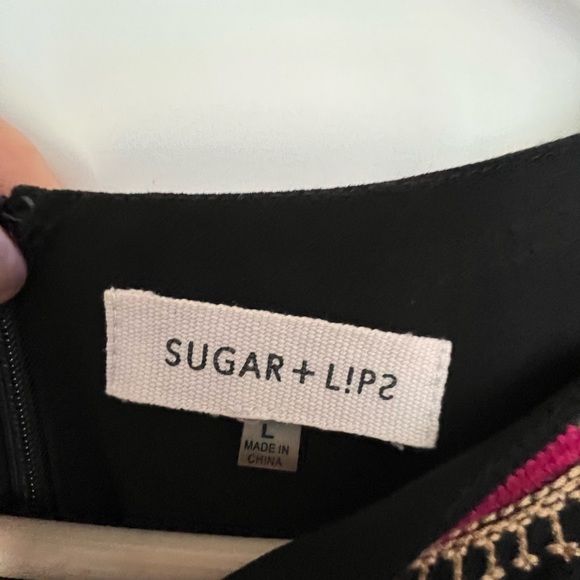 SUGAR + L!PS
L
MADE IN
CHINA